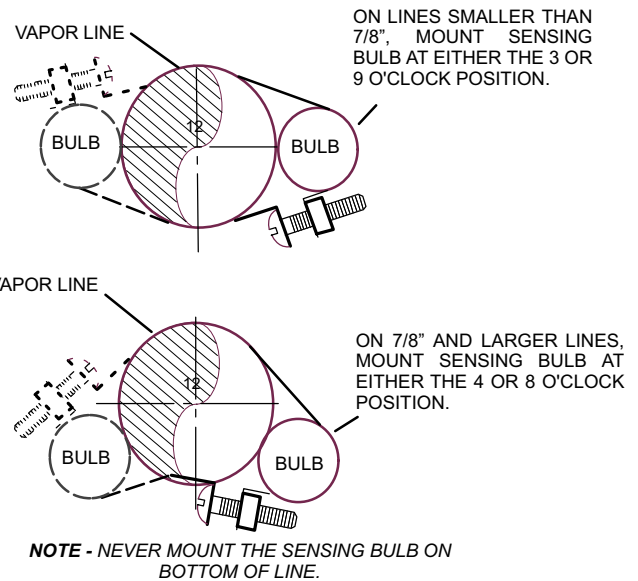 VAPOR LINE
ON LINES SMALLER THAN
7/8”, MOUNT SENSING
BULB AT EITHER THE 3 OR
9 O'CLOCK POSITION.
12
BULB
BULB
VAPOR LINE
ON 7/8” AND LARGER LINES,
MOUNT SENSING BULB AT
EITHER THE 4 OR 8 O'CLOCK
POSITION.
12
BULB
BULB
NOTE - NEVER MOUNT THE SENSING BULB ON
BOTTOM OF LINE.